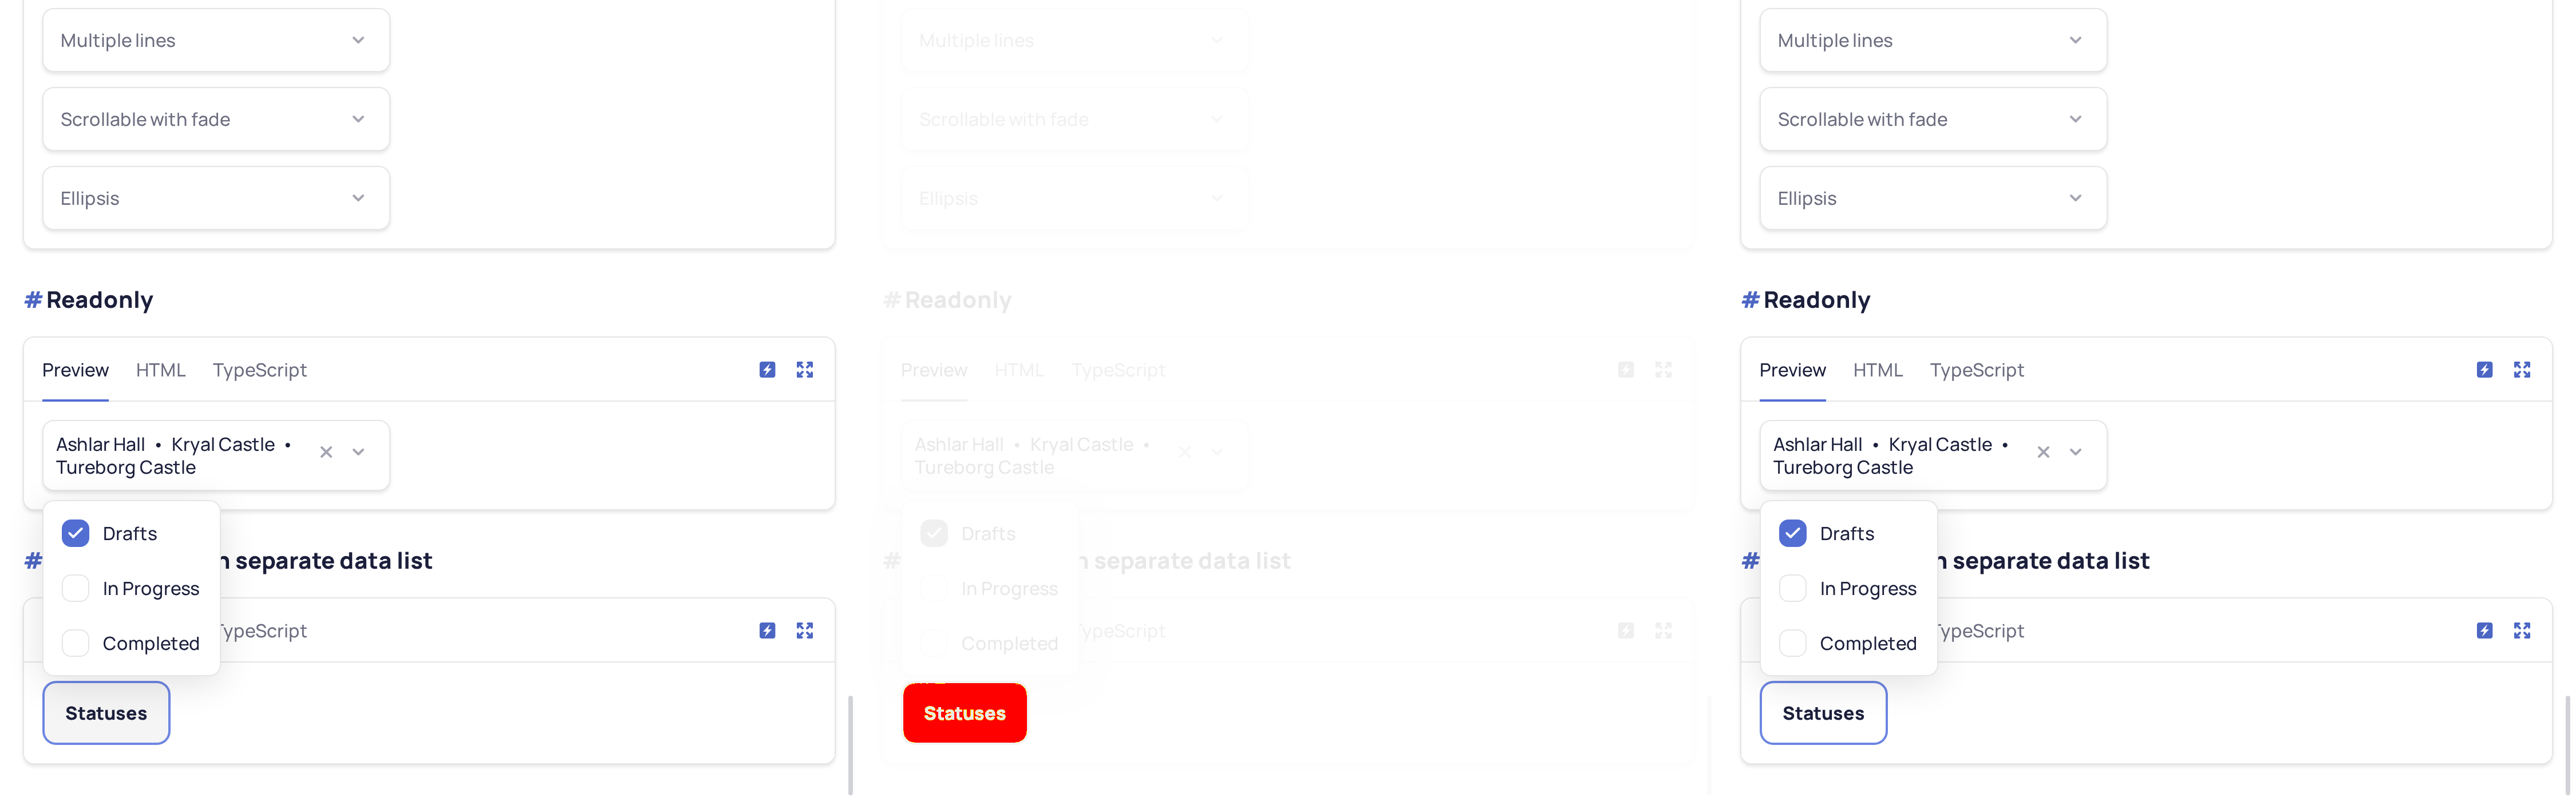 Multiple lines
Scrollable with fade
Ellipsis
# Readonly
Preview HTML TypeScript
Ashlar Hall • Kryal Castle •
Tureborg Castle
Drafts
# n separate data list
In Progress
TypeScript
Completed
Statuses
Multiple lines
Scrollable with fade
Ellipsis
# Readonly
Preview HTML TypeScript
Ashlar Hall • Kryal Castle •
Tureborg Castle
Drafts
# n separate data list
In Progress
TypeScript
Completed
Statuses
Multiple lines
Scrollable with fade
Ellipsis
# Readonly
Preview HTML TypeScript
Ashlar Hall • Kryal Castle •
Tureborg Castle
Drafts
# n separate data list
In Progress
TypeScript
Completed
Statuses